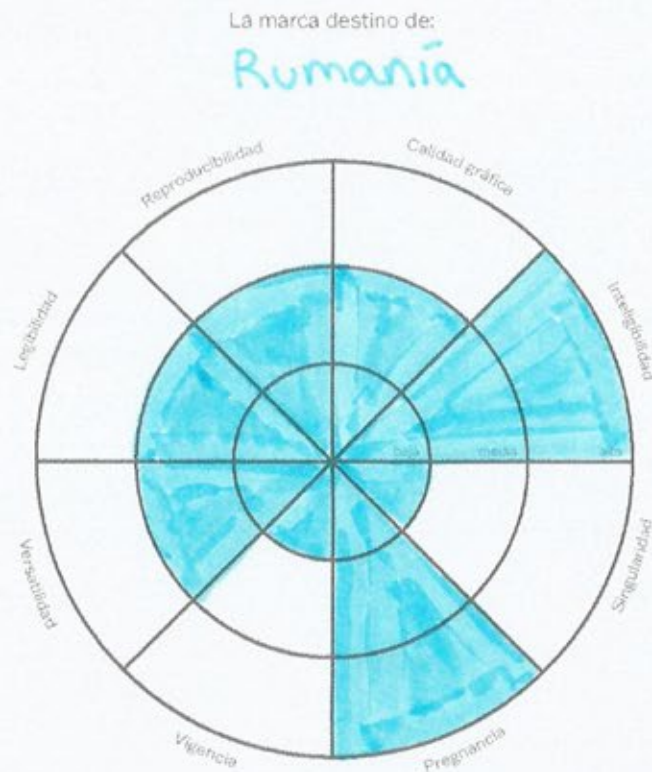 La marca destino de:
Rumanía
Reproducibilidad
Calidad gráfica
Legibilidad
Inteligibilidad
baja
media
alta
Versatilidad
Singularidad
Vigencia
Pregnancia